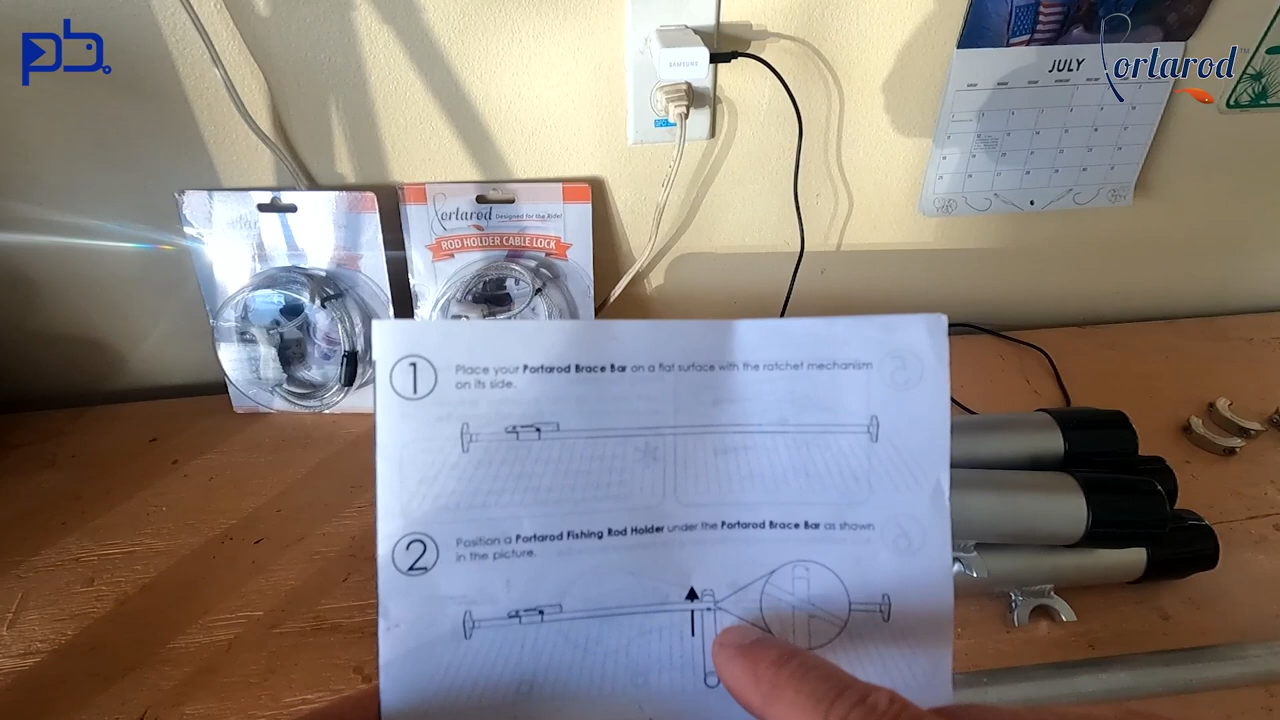 pb.
JULY
Portarod™
SAMSUNG
Portarod Designed for the Ride!
ROD HOLDER CABLE LOCK
1 Place your Portarod Brace Bar on a flat surface with the ratchet mechanism
on its side.
2 Position a Portarod Fishing Rod Holder under the Portarod Brace Bar as shown
in the picture.